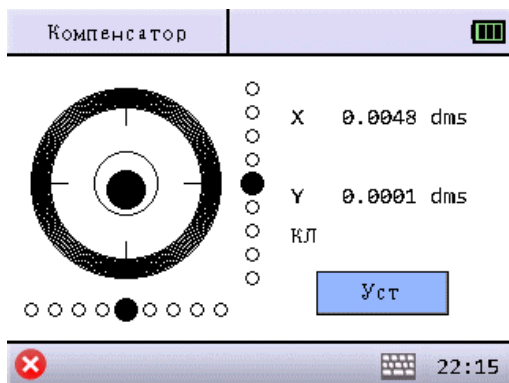 Компенсатор
X 0.0048 dms
Y 0.0001 dms
КЛ
Уст
22:15